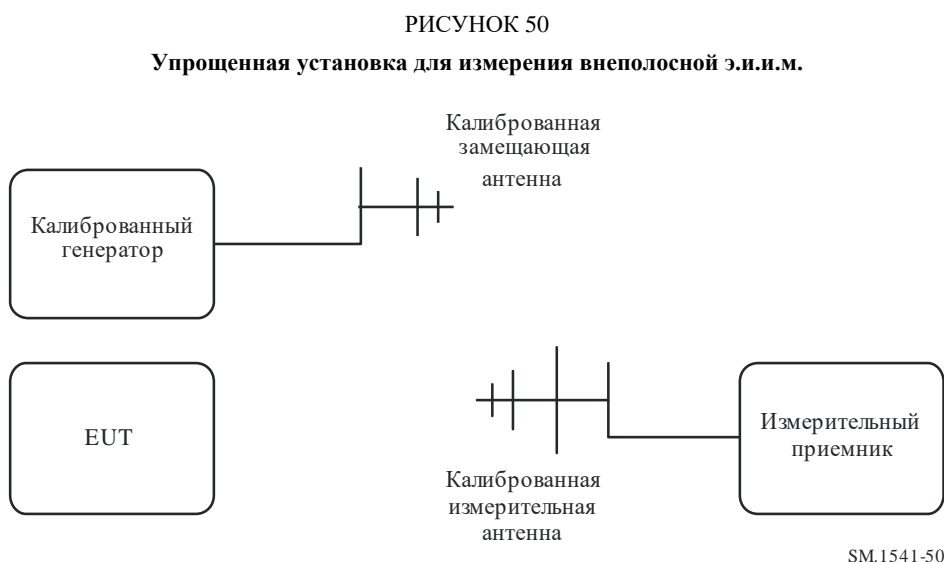 РИСУНОК 50
Упрощенная установка для измерения внеполосной э.и.и.м.
Калиброванная
замещающая
антенна
Калиброванный
генератор
EUT
Калиброванная
измерительная
антенна
Измерительный
приемник
SM.1541-50